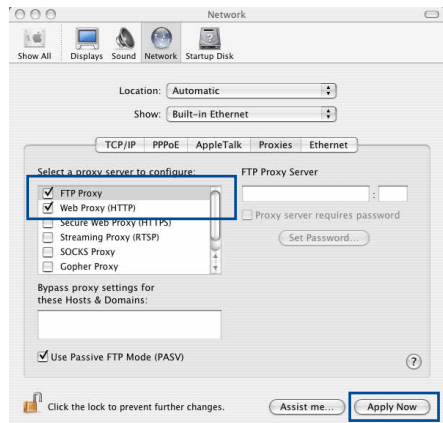 Network
Show All Displays Sound Network Startup Disk
Location: Automatic
Show: Built-in Ethernet
TCP/IP PPPoE AppleTalk Proxies Ethernet
Select a proxy server to configure: FTP Proxy Server
FTP Proxy
:
Web Proxy (HTTP)
Proxy server requires password
Secure Web Proxy (HTTPS)
Streaming Proxy (RTSP) Set Password...
SOCKS Proxy
Gopher Proxy
Bypass proxy settings for
these Hosts & Domains:
Use Passive FTP Mode (PASV) ?
Click the lock to prevent further changes. Assist me... Apply Now